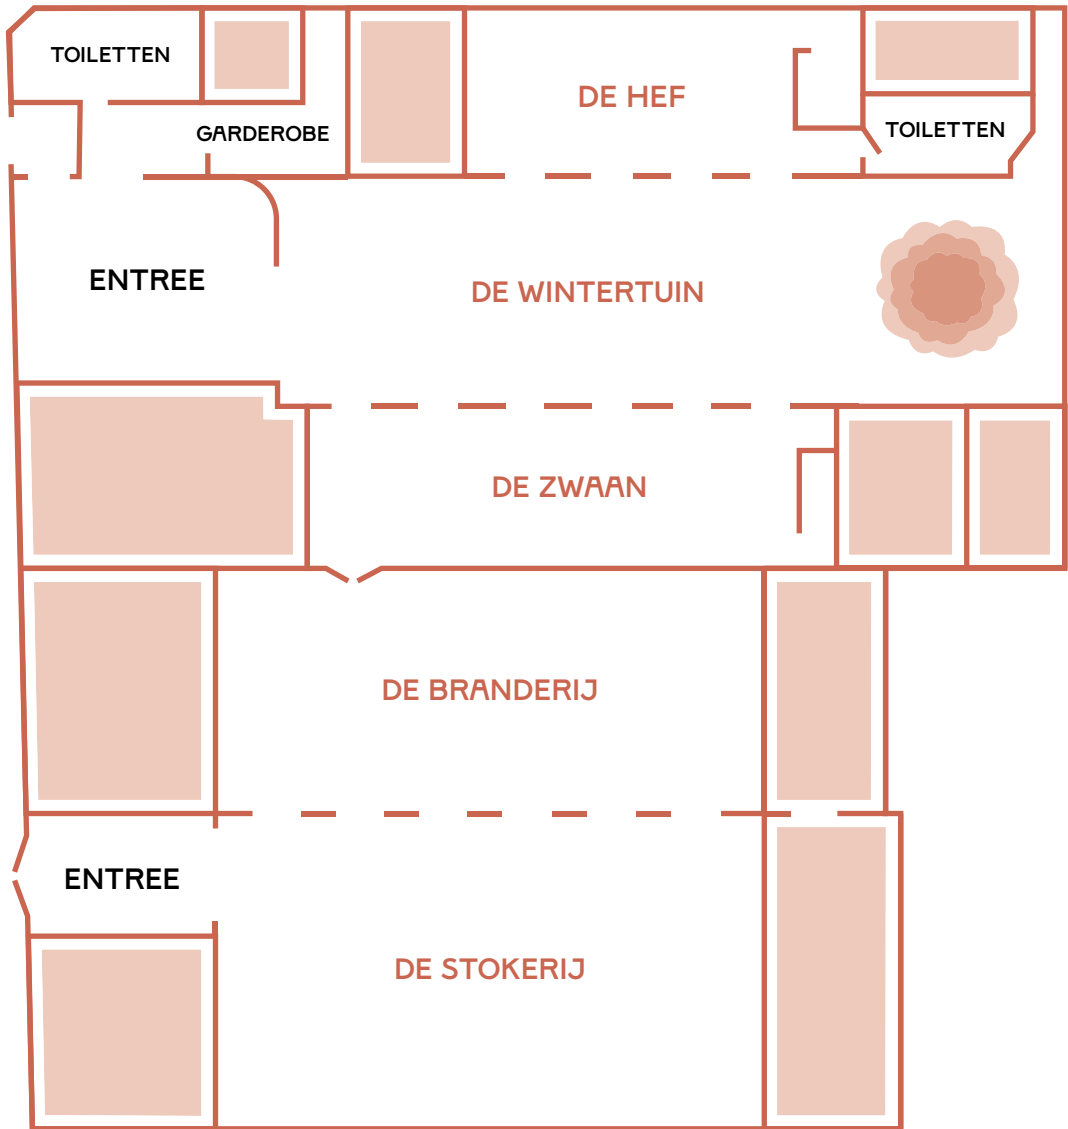 TOILETTEN
DE HEF
GARDEROBE
TOILETTEN
ENTREE
DE WINTERTUIN
DE ZWAAN
DE BRANDERIJ
ENTREE
DE STOKERIJ